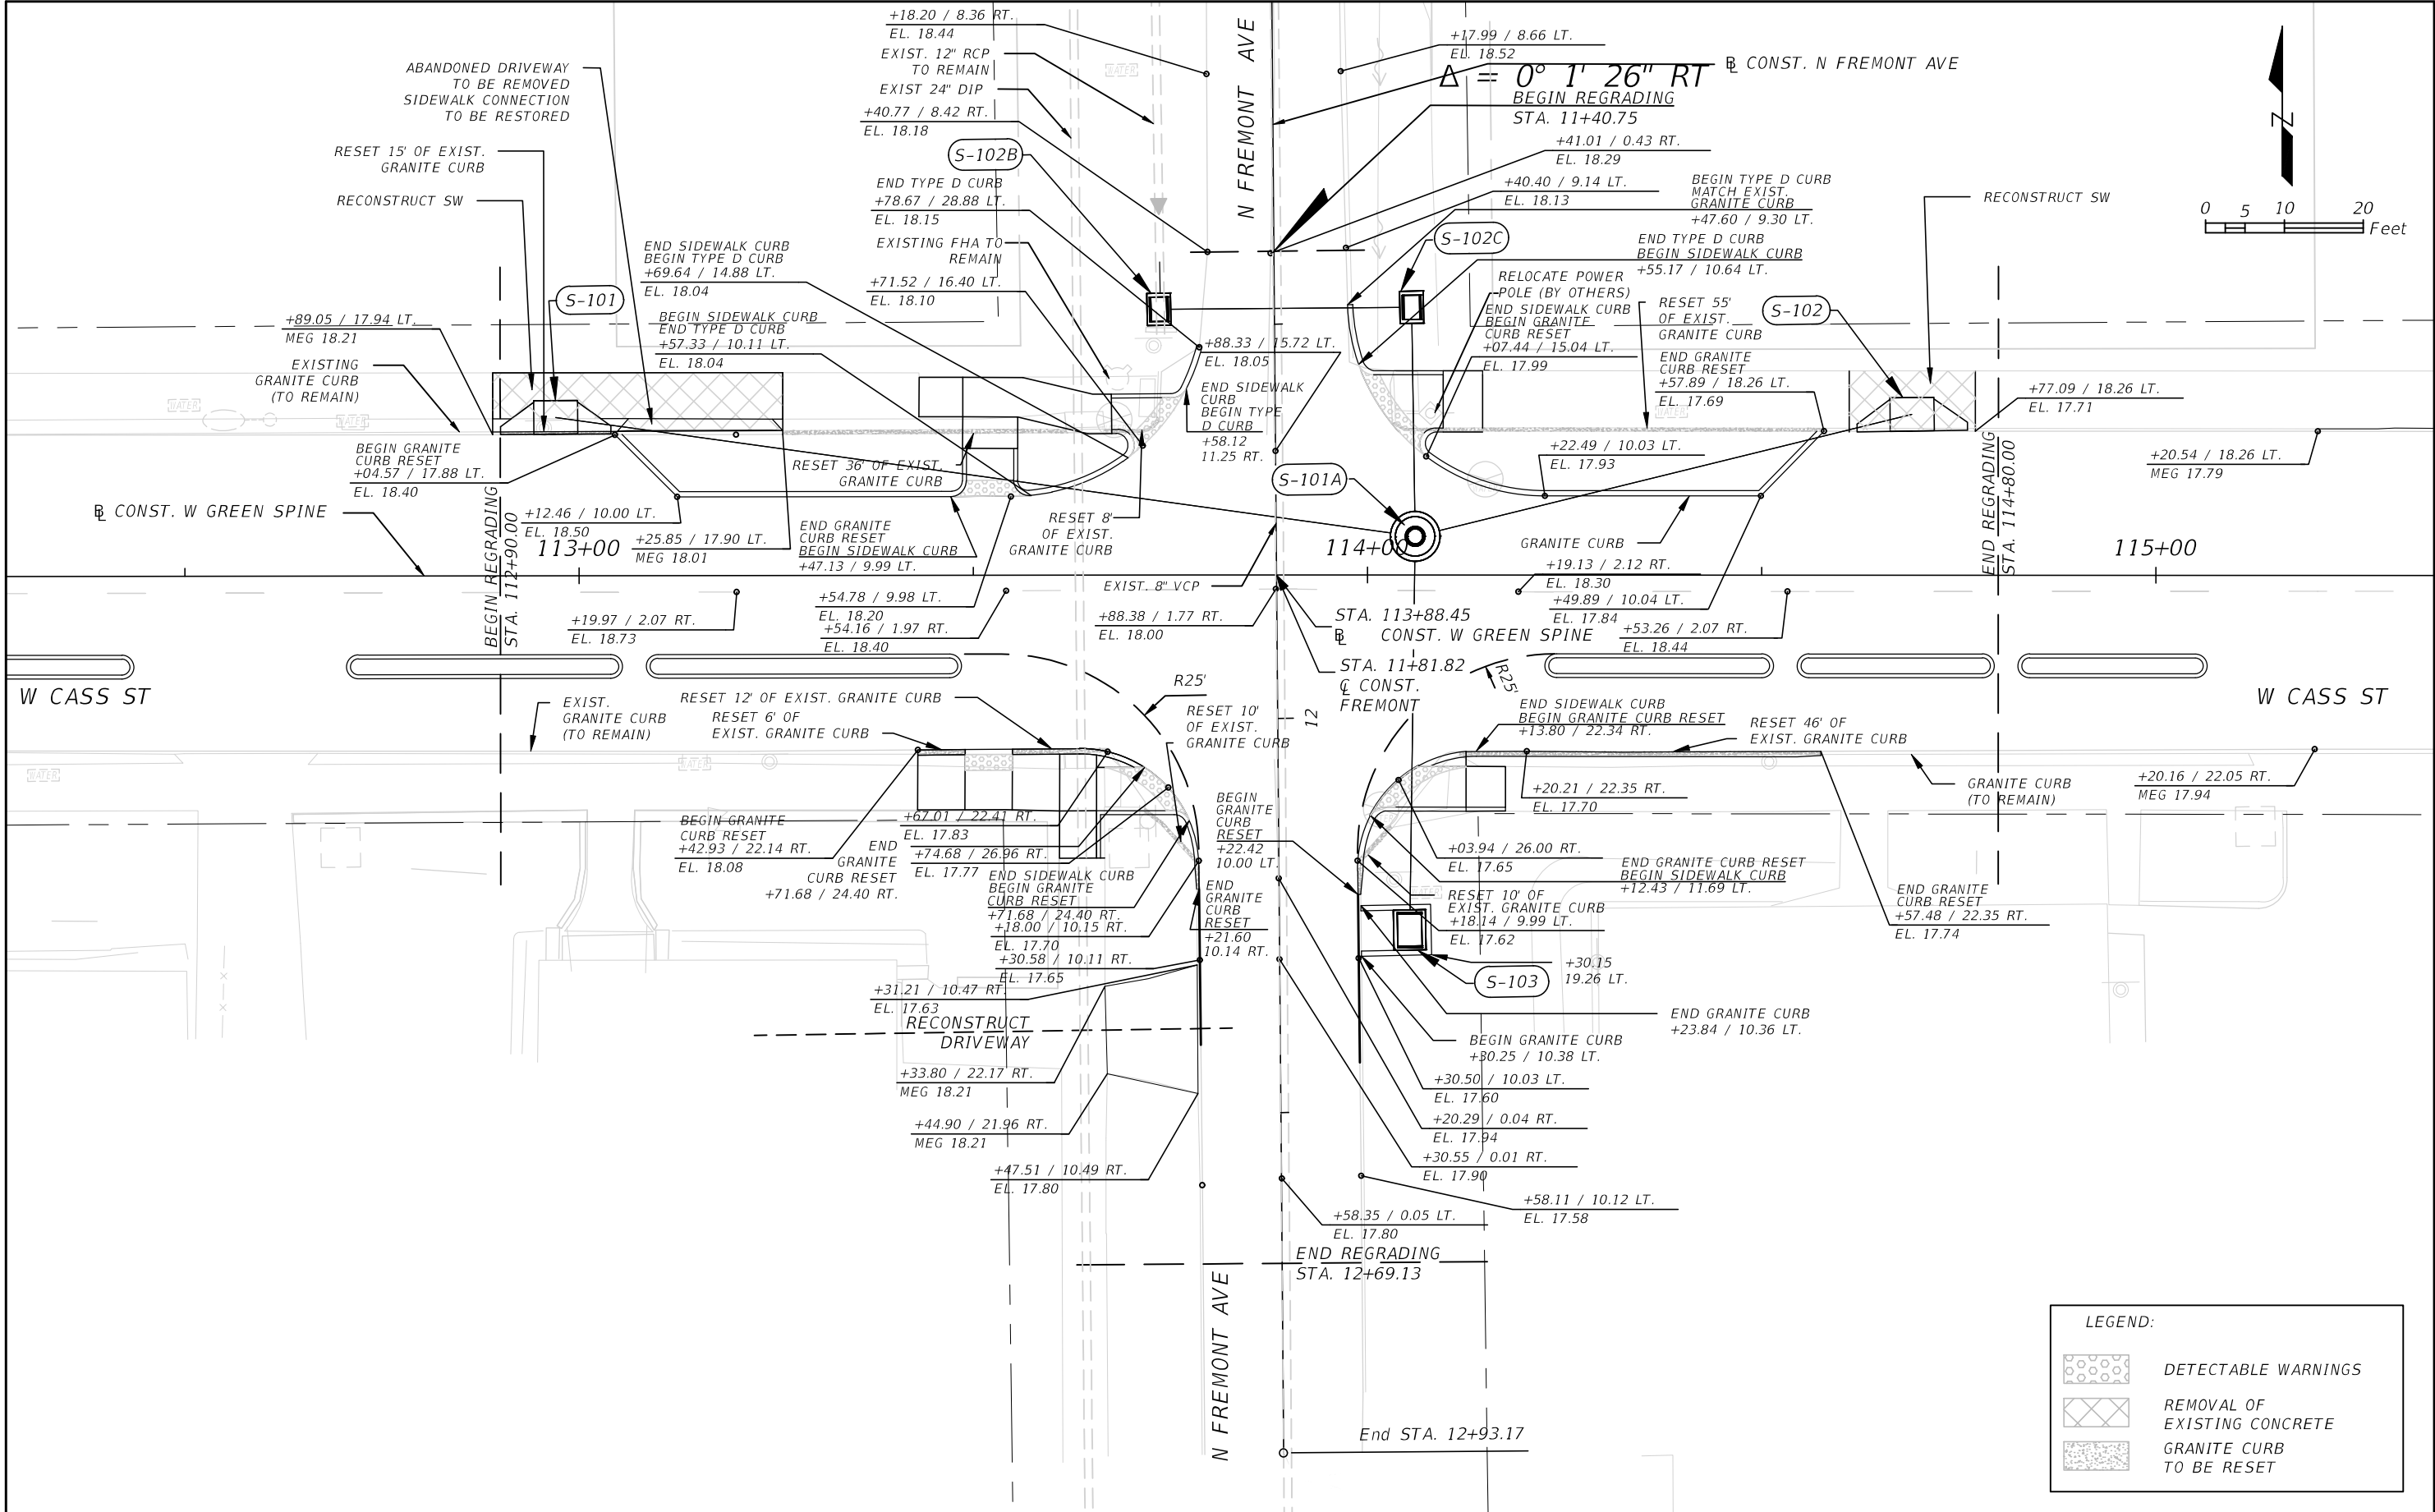 +18.20 / 8.36 RT.
EL. 18.44
EXIST. 12" RCP
TO REMAIN
EXIST 24" DIP
+40.77 / 8.42 RT.
EL. 18.18
S-102B
END TYPE D CURB
+78.67 / 28.88 LT.
EL. 18.15
EXISTING FHA TO
REMAIN
+71.52 / 16.40 LT.
EL. 18.10
ABANDONED DRIVEWAY
TO BE REMOVED
SIDEWALK CONNECTION
TO BE RESTORED
RESET 15' OF EXIST.
GRANITE CURB
RECONSTRUCT SW
END SIDEWALK CURB
BEGIN TYPE D CURB
+69.64 / 14.88 LT.
EL. 18.04
S-101
BEGIN SIDEWALK CURB
END TYPE D CURB
+57.33 / 10.11 LT.
EL. 18.04
+89.05 / 17.94 LT.
MEG 18.21
EXISTING
GRANITE CURB
(TO REMAIN)
N FREMONT AVE
WATER
+17.99 / 8.66 LT.
EL. 18.52
Δ = 0° 1' 26" RT
BEGIN REGRADING
STA. 11+40.75
℄ CONST. N FREMONT AVE
+41.01 / 0.43 RT.
EL. 18.29
+40.40 / 9.14 LT.
EL. 18.13
BEGIN TYPE D CURB
MATCH EXIST.
GRANITE CURB
+47.60 / 9.30 LT.
S-102C
END TYPE D CURB
BEGIN SIDEWALK CURB
+55.17 / 10.64 LT.
RELOCATE POWER
POLE (BY OTHERS)
END SIDEWALK CURB
BEGIN GRANITE
CURB RESET
+07.44 / 15.04 LT.
EL. 17.99
RESET 55'
OF EXIST.
GRANITE CURB
END GRANITE
CURB RESET
+57.89 / 18.26 LT.
EL. 17.69
S-102
RECONSTRUCT SW
N
0 5 10 20
Feet
+77.09 / 18.26 LT.
EL. 17.71
+20.54 / 18.26 LT.
MEG 17.79
+88.33 / 15.72 LT.
EL. 18.05
END SIDEWALK
CURB
BEGIN TYPE
D CURB
+58.12
11.25 RT.
WATER
WATER
WATER
BEGIN GRANITE
CURB RESET
+04.57 / 17.88 LT.
EL. 18.40
RESET 36' OF EXIST.
GRANITE CURB
+22.49 / 10.03 LT.
EL. 17.93
S-101A
℄ CONST. W GREEN SPINE
BEGIN REGRADING
STA. 112+90.00
+12.46 / 10.00 LT.
EL. 18.50
113+00
+25.85 / 17.90 LT.
MEG 18.01
END GRANITE
CURB RESET
BEGIN SIDEWALK CURB
+47.13 / 9.99 LT.
RESET 8'
OF EXIST.
GRANITE CURB
114+00
GRANITE CURB
END REGRADING
STA. 114+80.00
115+00
EXIST. 8" VCP
+19.13 / 2.12 RT.
EL. 18.30
+49.89 / 10.04 LT.
EL. 17.84
+53.26 / 2.07 RT.
EL. 18.44
+54.78 / 9.98 LT.
EL. 18.20
+54.16 / 1.97 RT.
EL. 18.40
+19.97 / 2.07 RT.
EL. 18.73
+88.38 / 1.77 RT.
EL. 18.00
STA. 113+88.45
℄ CONST. W GREEN SPINE
STA. 11+81.82
℄ CONST.
FREMONT
W CASS ST
W CASS ST
R25'
R25'
12
EXIST.
GRANITE CURB
(TO REMAIN)
RESET 12' OF EXIST. GRANITE CURB
RESET 6' OF
EXIST. GRANITE CURB
RESET 10'
OF EXIST.
GRANITE CURB
END SIDEWALK CURB
BEGIN GRANITE CURB RESET
+13.80 / 22.34 RT.
RESET 46' OF
EXIST. GRANITE CURB
WATER
WATER
GRANITE CURB
(TO REMAIN)
+20.16 / 22.05 RT.
MEG 17.94
+20.21 / 22.35 RT.
EL. 17.70
BEGIN
GRANITE
CURB
RESET
+22.42
10.00 LT.
BEGIN GRANITE
CURB RESET
+42.93 / 22.14 RT.
EL. 18.08
+67.01 / 22.41 RT.
EL. 17.83
END
GRANITE
CURB RESET
+71.68 / 24.40 RT.
+74.68 / 26.96 RT.
EL. 17.77
END SIDEWALK CURB
BEGIN GRANITE
CURB RESET
+71.68 / 24.40 RT.
+18.00 / 10.15 RT.
EL. 17.70
+30.58 / 10.11 RT.
EL. 17.65
+31.21 / 10.47 RT.
EL. 17.63
END
GRANITE
CURB
RESET
+21.60
10.14 RT.
+03.94 / 26.00 RT.
EL. 17.65
END GRANITE CURB RESET
BEGIN SIDEWALK CURB
+12.43 / 11.69 LT.
WATER
RESET 10' OF
EXIST. GRANITE CURB
+18.14 / 9.99 LT.
EL. 17.62
END GRANITE
CURB RESET
+57.48 / 22.35 RT.
EL. 17.74
+30.15
19.26 LT.
S-103
END GRANITE CURB
+23.84 / 10.36 LT.
BEGIN GRANITE CURB
+30.25 / 10.38 LT.
RECONSTRUCT
DRIVEWAY
+33.80 / 22.17 RT.
MEG 18.21
+44.90 / 21.96 RT.
MEG 18.21
+47.51 / 10.49 RT.
EL. 17.80
+30.50 / 10.03 LT.
EL. 17.60
+20.29 / 0.04 RT.
EL. 17.94
+30.55 / 0.01 RT.
EL. 17.90
+58.11 / 10.12 LT.
EL. 17.58
+58.35 / 0.05 LT.
EL. 17.80
END REGRADING
STA. 12+69.13
N FREMONT AVE
End STA. 12+93.17
LEGEND:
DETECTABLE WARNINGS
REMOVAL OF
EXISTING CONCRETE
GRANITE CURB
TO BE RESET